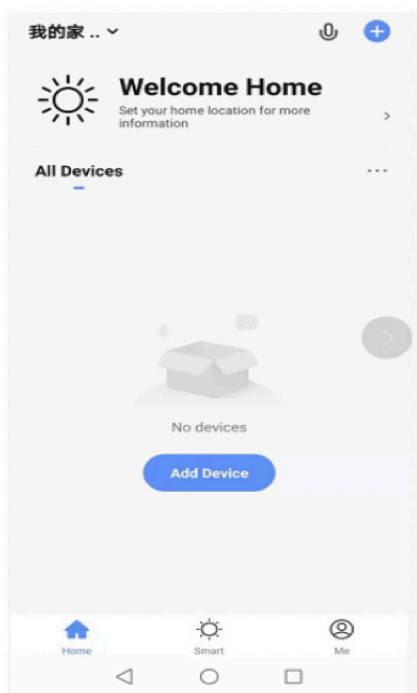 我的家 ..
Welcome Home
Set your home location for more
information
All Devices
No devices
Add Device
Home
Smart
Me